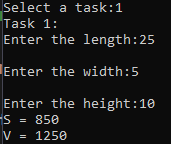 Select a task:1
Task 1:
Enter the length:25
Enter the width:5
Enter the height:10
S = 850
V = 1250